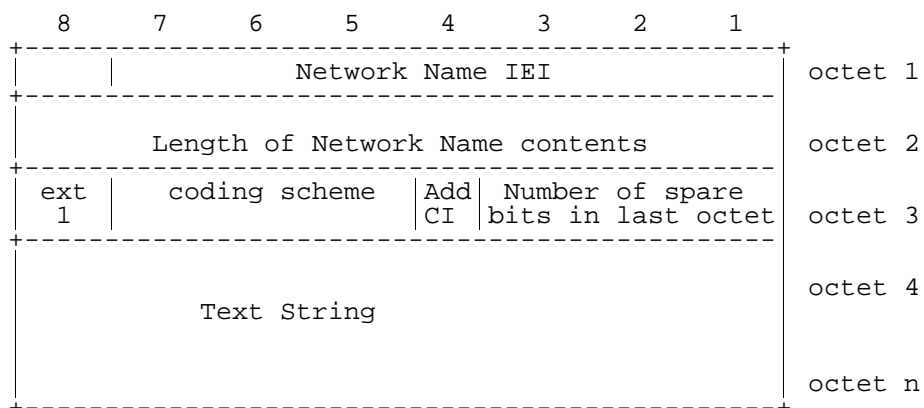 8 7 6 5 4 3 2 1
Network Name IEI octet 1
Length of Network Name contents octet 2
ext coding scheme Add Number of spare
1 CI bits in last octet octet 3
octet 4
Text String
octet n